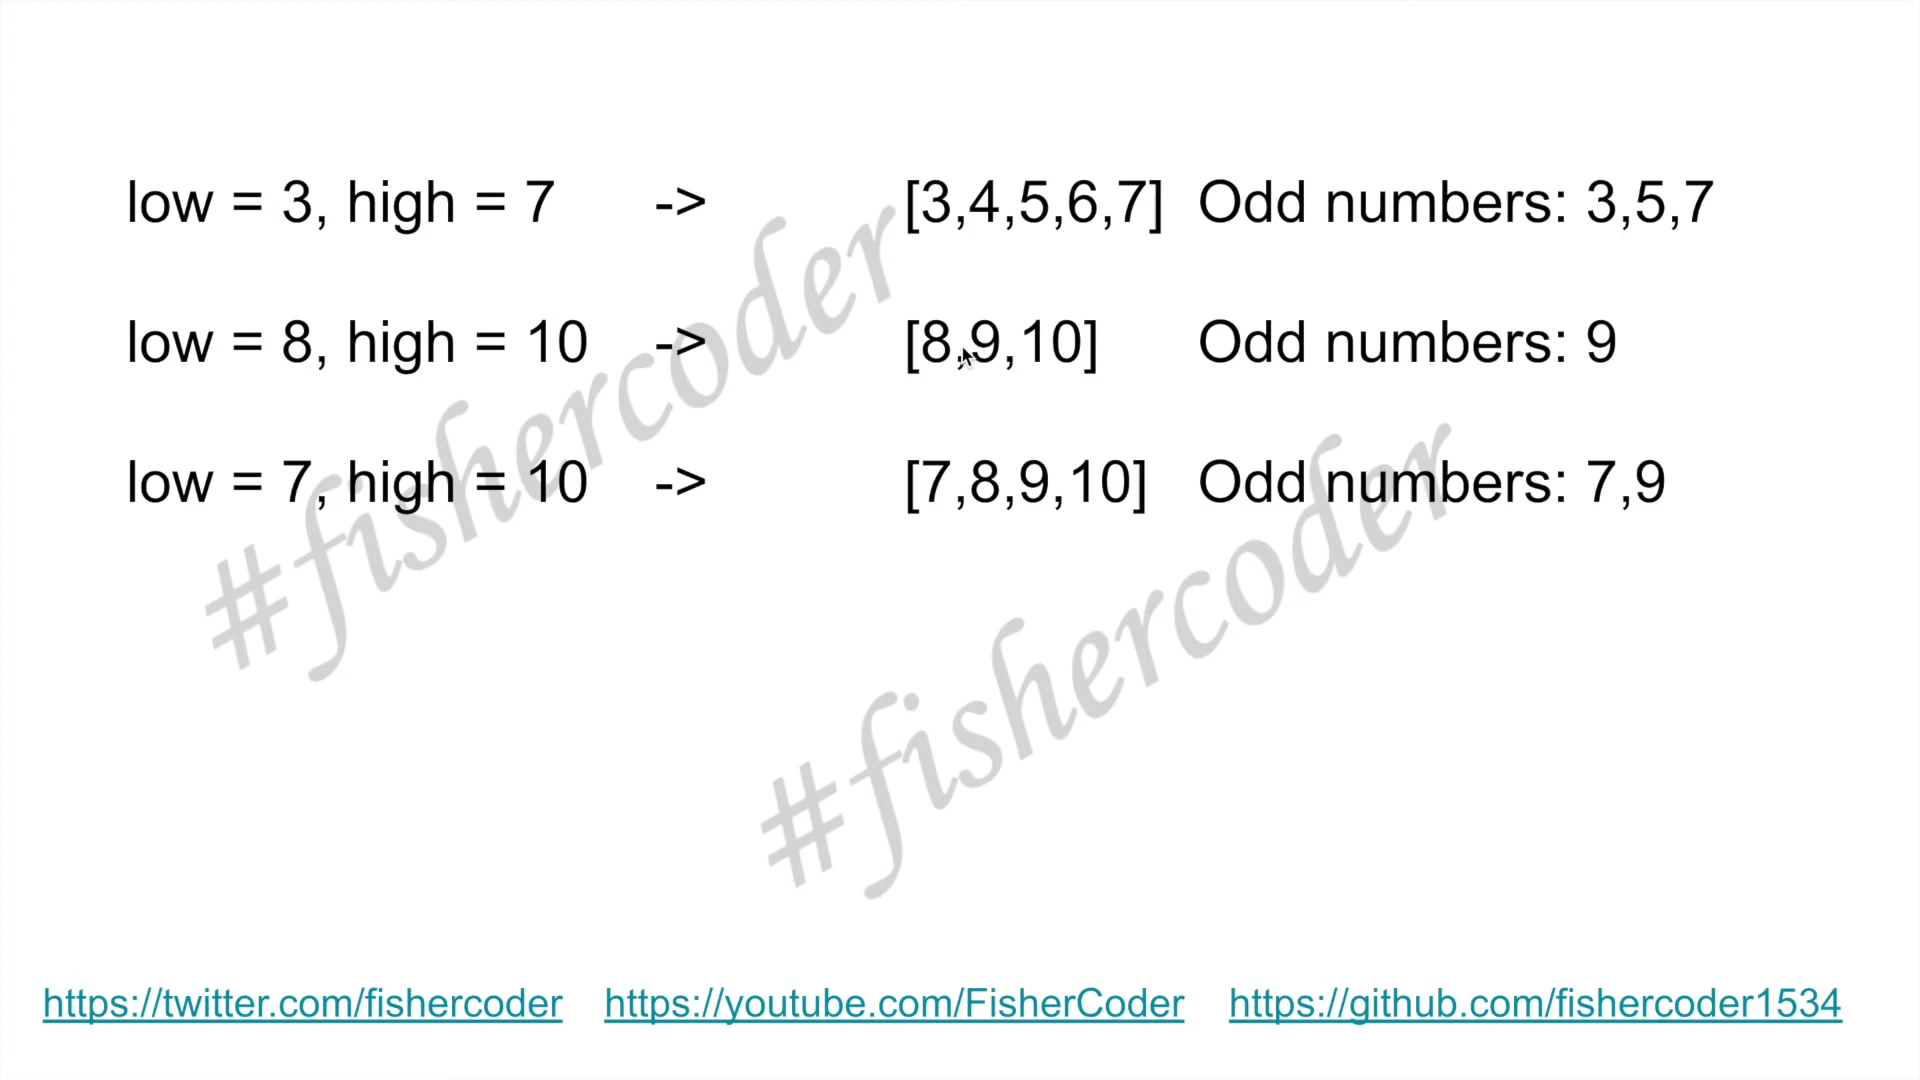 low = 3, high = 7 -> [3,4,5,6,7] Odd numbers: 3,5,7
low = 8, high = 10 -> [8,9,10] Odd numbers: 9
low = 7, high = 10 -> [7,8,9,10] Odd numbers: 7,9
#fishercoder
#fishercoder
https://twitter.com/fishercoder https://youtube.com/FisherCoder https://github.com/fishercoder1534